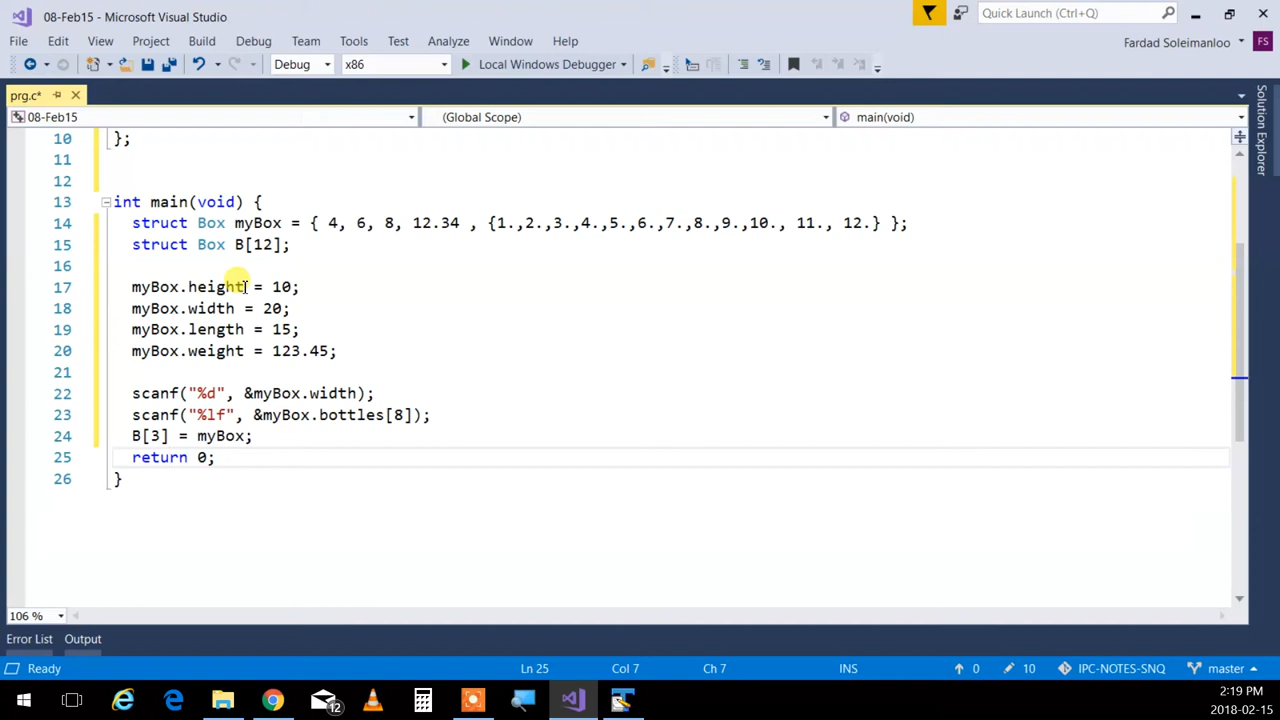 08-Feb15 - Microsoft Visual Studio
Quick Launch (Ctrl+Q)
File Edit View Project Build Debug Team Tools Test Analyze Window Help
Fardad Soleimanloo FS
Debug x86 Local Windows Debugger
prg.c*
08-Feb15 (Global Scope) main(void)
Solution Explorer
10 };
11
12
13 int main(void) {
14 struct Box myBox = { 4, 6, 8, 12.34 , {1.,2.,3.,4.,5.,6.,7.,8.,9.,10., 11., 12.} };
15 struct Box B[12];
16
17 myBox.height = 10;
18 myBox.width = 20;
19 myBox.length = 15;
20 myBox.weight = 123.45;
21
22 scanf("%d", &myBox.width);
23 scanf("%lf", &myBox.bottles[8]);
24 B[3] = myBox;
25 return 0;
26 }
106 %
Error List Output
Ready Ln 25 Col 7 Ch 7 INS 0 10 IPC-NOTES-SNQ master
12
2:19 PM
2018-02-15